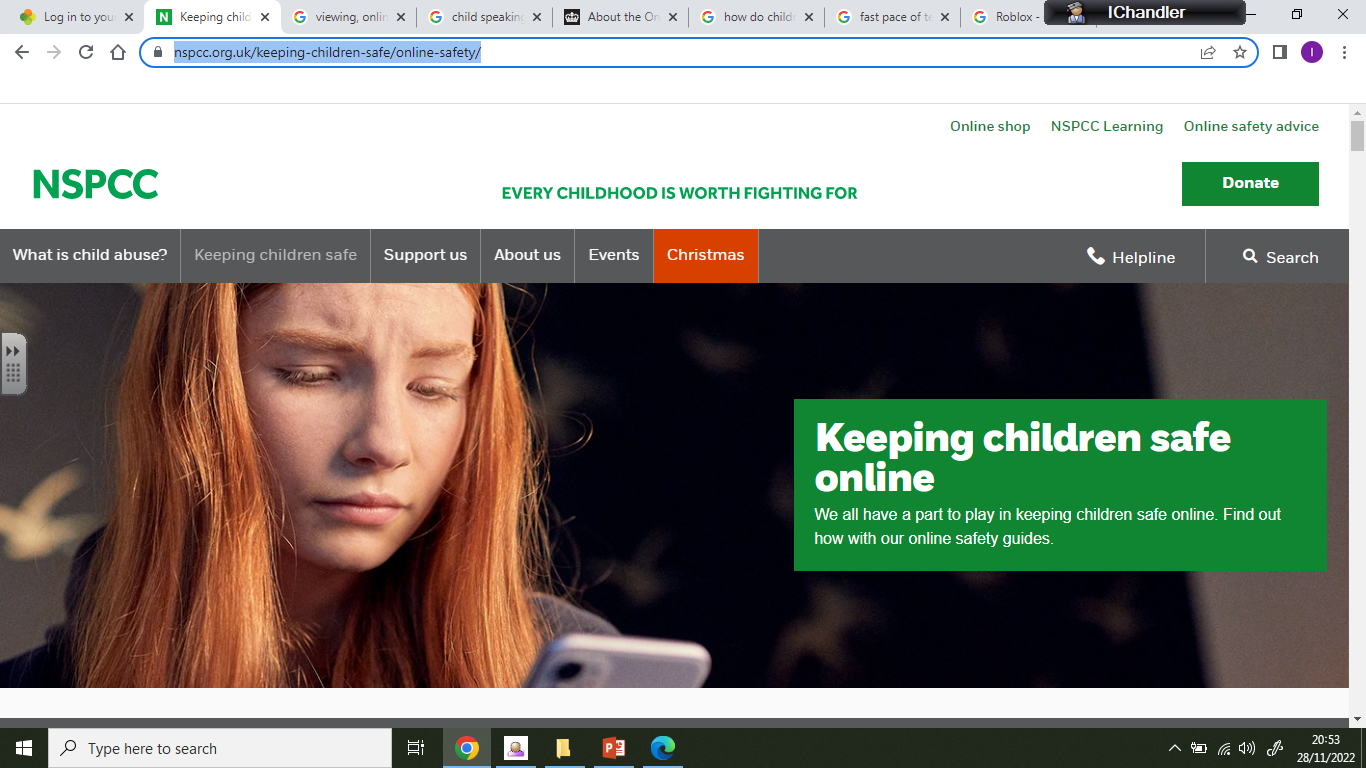 Log in to you
Keeping child
viewing, onlin
child speaking
About the On
how do childr
fast pace of te
Roblox -
IChandler
nspcc.org.uk/keeping-children-safe/online-safety/
I
Online shop
NSPCC Learning
Online safety advice
NSPCC
EVERY CHILDHOOD IS WORTH FIGHTING FOR
Donate
What is child abuse?
Keeping children safe
Support us
About us
Events
Christmas
Helpline
Search
Keeping children safe
online
We all have a part to play in keeping children safe online. Find out
how with our online safety guides.
Type here to search
20:53
28/11/2022